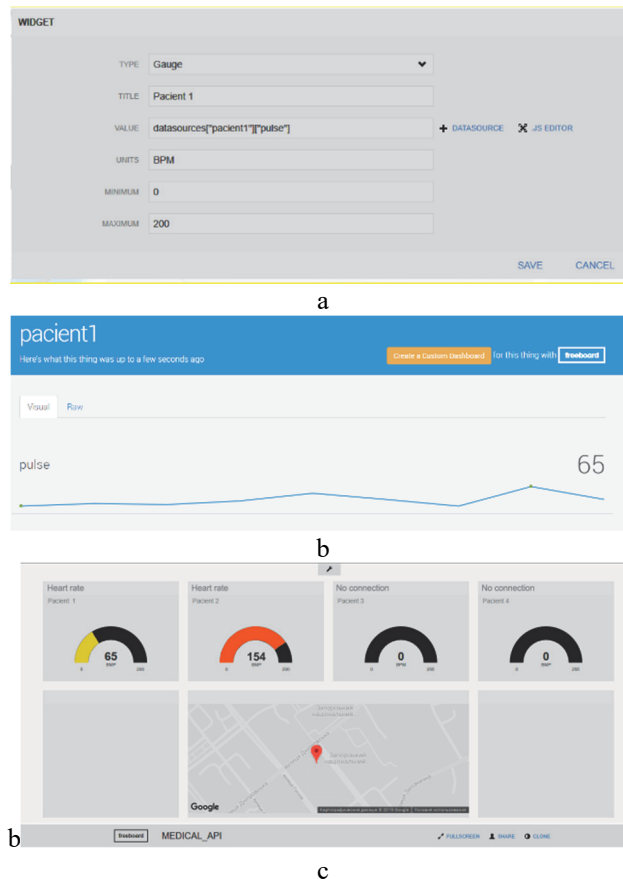 WIDGET
TYPE Gauge
TITLE Pacient 1
VALUE datasources["pacient1"]["pulse"] + DATASOURCE JS EDITOR
UNITS BPM
MINIMUM 0
MAXIMUM 200
SAVE CANCEL
a
pacient1
Here's what this thing was up to a few seconds ago
Create a Custom Dashboard for this thing with freeboard
Visual Raw
pulse 65
b
Heart rate Heart rate No connection No connection
Pacient 1 Pacient 2 Pacient 3 Pacient 4
65 154 0 0
0 200 0 200 0 200 0 200
Google
b freeboard MEDICAL_API FULLSCREEN SHARE CLONE
c